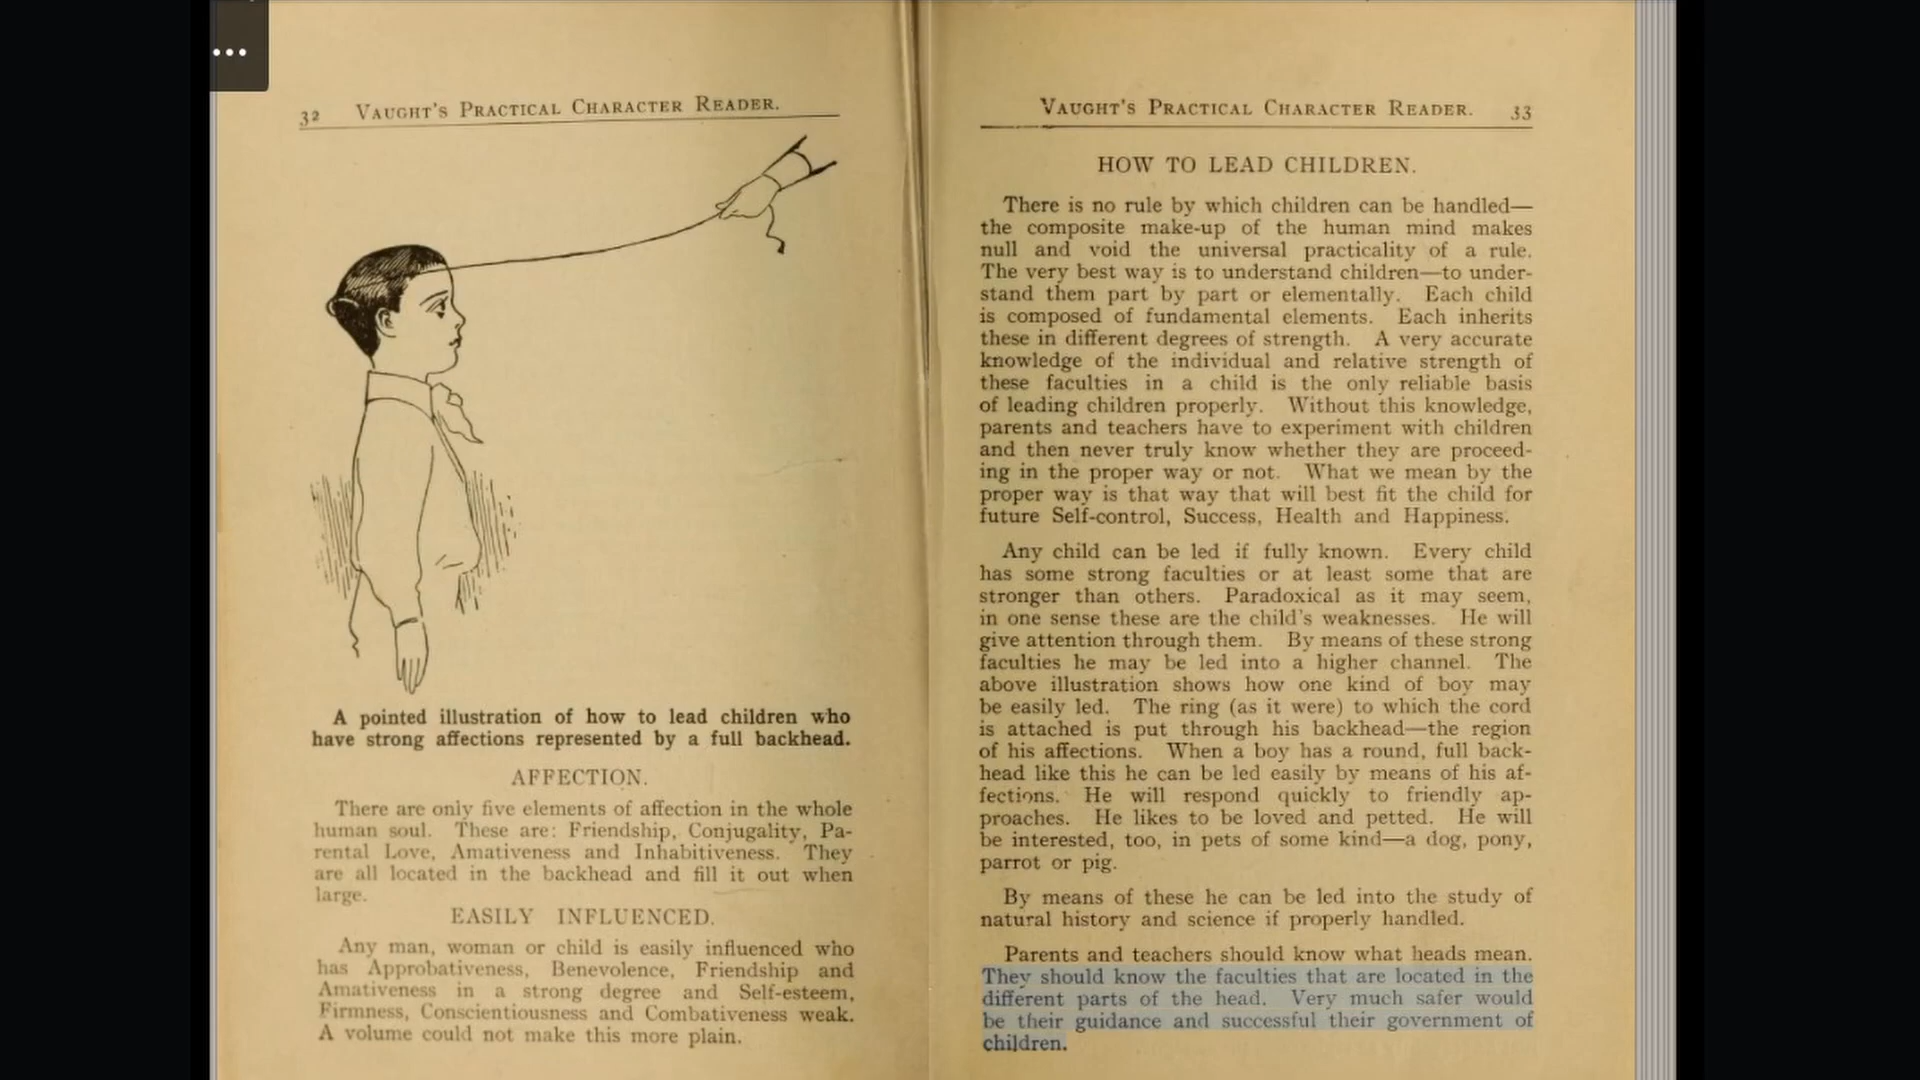 32 VAUGHT'S PRACTICAL CHARACTER READER.
A pointed illustration of how to lead children who
have strong affections represented by a full backhead.
AFFECTION.
There are only five elements of affection in the whole
human soul. These are: Friendship, Conjugality, Pa-
rental Love, Amativeness and Inhabitiveness. They
are all located in the backhead and fill it out when
large.
EASILY INFLUENCED.
Any man, woman or child is easily influenced who
has Approbativeness, Benevolence, Friendship and
Amativeness in a strong degree and Self-esteem,
Firmness, Conscientiousness and Combativeness weak.
A volume could not make this more plain.
VAUGHT'S PRACTICAL CHARACTER READER. 33
HOW TO LEAD CHILDREN.
There is no rule by which children can be handled—
the composite make-up of the human mind makes
null and void the universal practicality of a rule.
The very best way is to understand children—to under-
stand them part by part or elementally. Each child
is composed of fundamental elements. Each inherits
these in different degrees of strength. A very accurate
knowledge of the individual and relative strength of
these faculties in a child is the only reliable basis
of leading children properly. Without this knowledge,
parents and teachers have to experiment with children
and then never truly know whether they are proceed-
ing in the proper way or not. What we mean by the
proper way is that way that will best fit the child for
future Self-control, Success, Health and Happiness.
Any child can be led if fully known. Every child
has some strong faculties or at least some that are
stronger than others. Paradoxical as it may seem,
in one sense these are the child's weaknesses. He will
give attention through them. By means of these strong
faculties he may be led into a higher channel. The
above illustration shows how one kind of boy may
be easily led. The ring (as it were) to which the cord
is attached is put through his backhead—the region
of his affections. When a boy has a round, full back-
head like this he can be led easily by means of his af-
fections. He will respond quickly to friendly ap-
proaches. He likes to be loved and petted. He will
be interested, too, in pets of some kind—a dog, pony,
parrot or pig.
By means of these he can be led into the study of
natural history and science if properly handled.
Parents and teachers should know what heads mean.
They should know the faculties that are located in the
different parts of the head. Very much safer would
be their guidance and successful their government of
children.